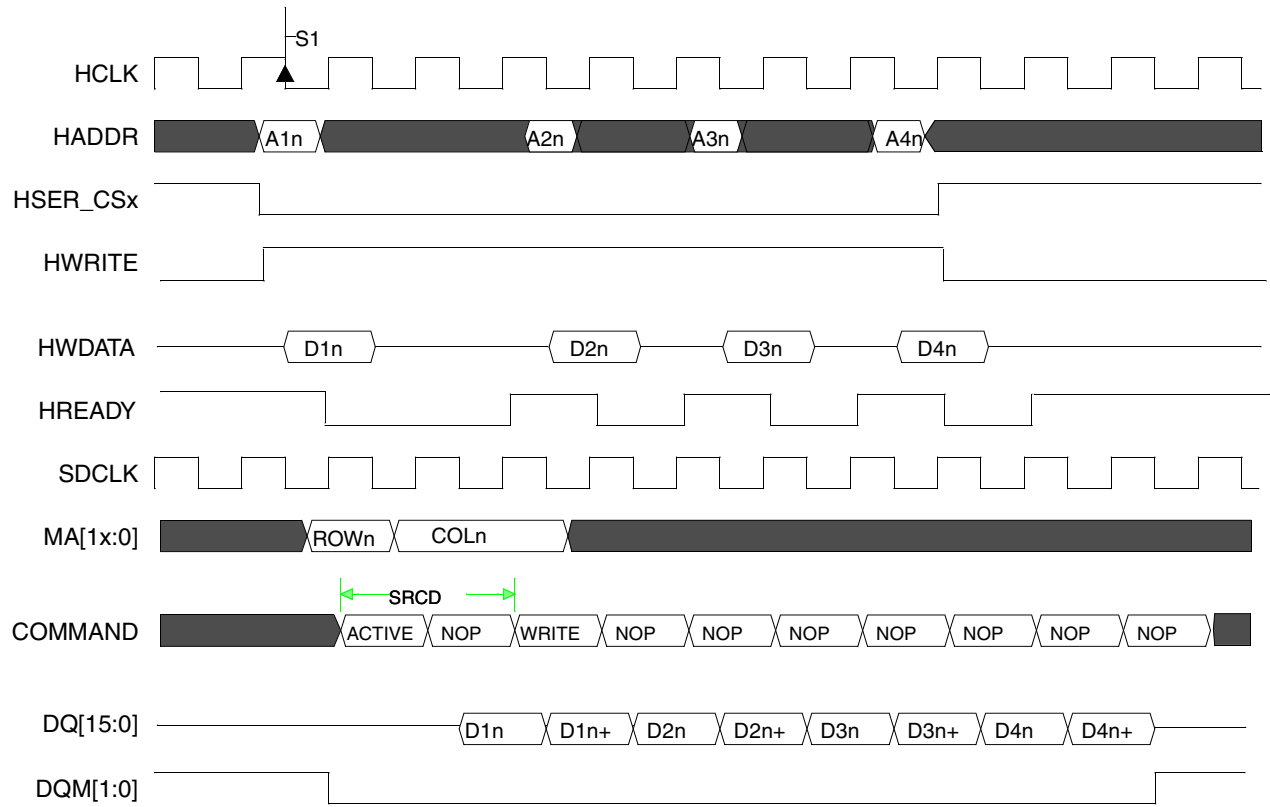 S1
HCLK
HADDR A1n A2n A3n A4n
HSER_CSx
HWRITE
HWDATA D1n D2n D3n D4n
HREADY
SDCLK
MA[1x:0] ROWn COLn
SRCD
COMMAND ACTIVE NOP WRITE NOP NOP NOP NOP NOP NOP NOP
DQ[15:0] D1n D1n+ D2n D2n+ D3n D3n+ D4n D4n+
DQM[1:0]